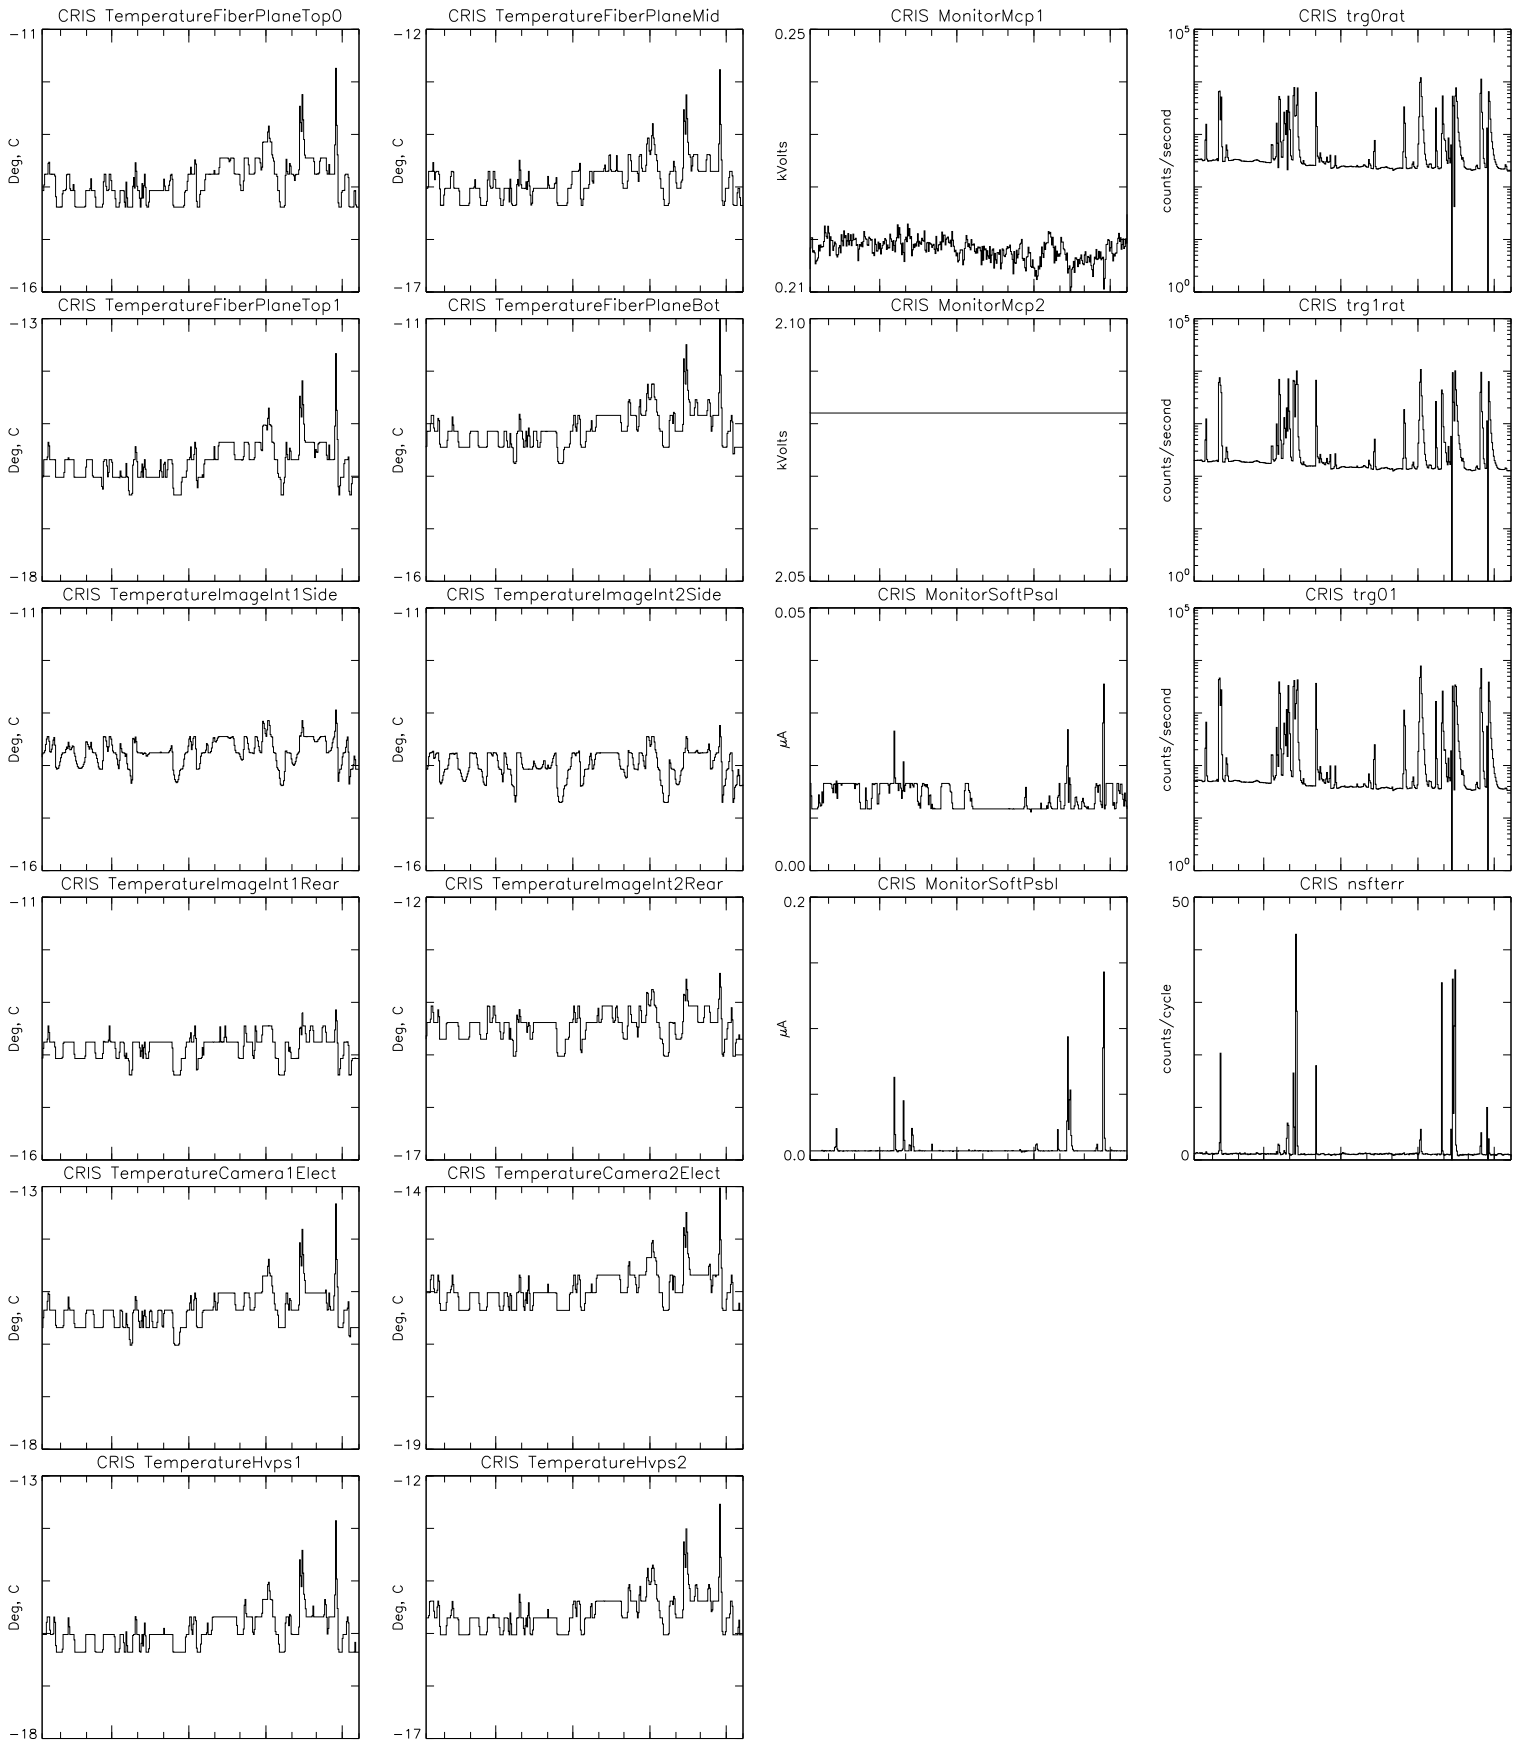 CRIS TemperatureFiberPlaneTop0
CRIS TemperatureFiberPlaneMid
CRIS MonitorMcp1
CRIS trg0rat
−11
Deg, C
−16
−12
Deg, C
−17
0.25
kVolts
0.21
10^5
counts/second
10^0
CRIS TemperatureFiberPlaneTop1
CRIS TemperatureFiberPlaneBot
CRIS MonitorMcp2
CRIS trg1rat
−13
Deg, C
−18
−11
Deg, C
−16
2.10
kVolts
2.05
10^5
counts/second
10^0
CRIS TemperatureImageInt1Side
CRIS TemperatureImageInt2Side
CRIS MonitorSoftPsaI
CRIS trg01
−11
Deg, C
−16
−11
Deg, C
−16
0.05
μA
0.00
10^5
counts/second
10^0
CRIS TemperatureImageInt1Rear
CRIS TemperatureImageInt2Rear
CRIS MonitorSoftPsbI
CRIS nsfterr
−11
Deg, C
−16
−12
Deg, C
−17
0.2
μA
0.0
50
counts/cycle
0
CRIS TemperatureCamera1Elect
CRIS TemperatureCamera2Elect
−13
Deg, C
−18
−14
Deg, C
−19
CRIS TemperatureHvps1
CRIS TemperatureHvps2
−13
Deg, C
−18
−12
Deg, C
−17